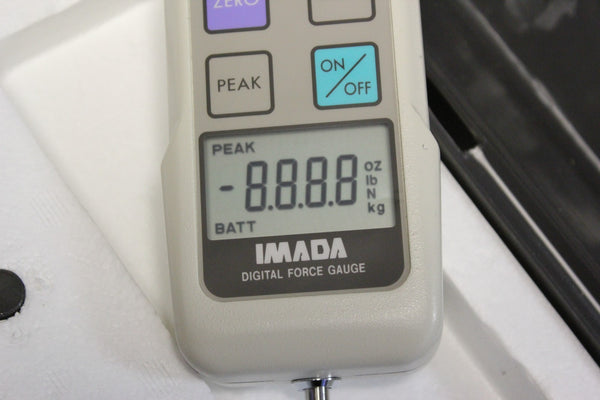 ZERO
PEAK
ON/OFF
PEAK
-8.8.8.8
oz
lb
N
kg
BATT
IMADA
DIGITAL FORCE GAUGE